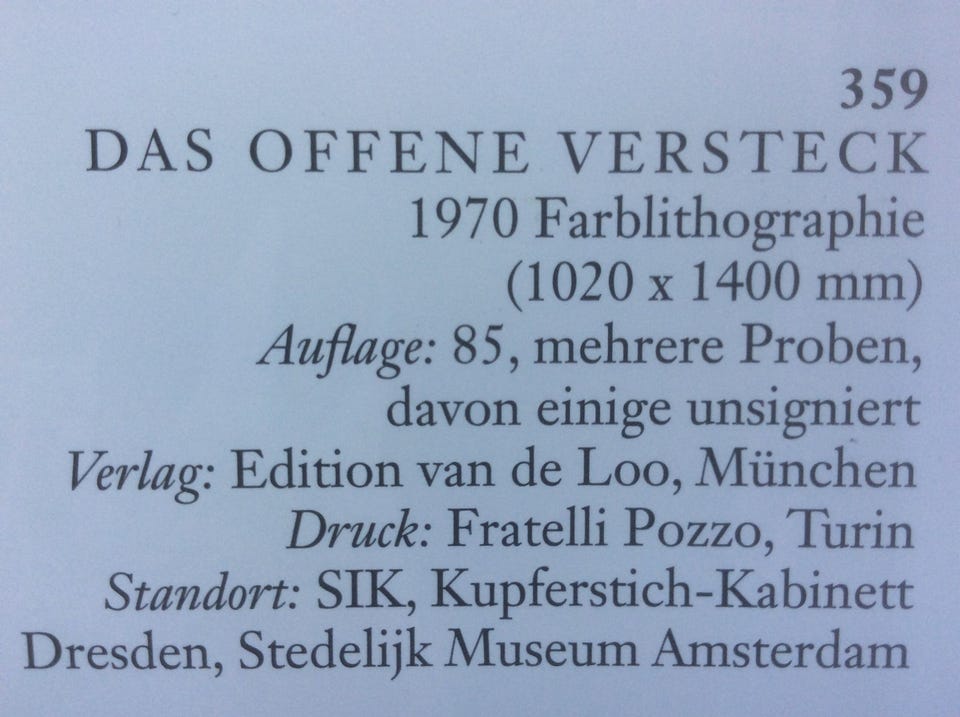 359
DAS OFFENE VERSTECK
1970 Farblithographie
(1020 x 1400 mm)
Auflage: 85, mehrere Proben,
davon einige unsigniert
Verlag: Edition van de Loo, München
Druck: Fratelli Pozzo, Turin
Standort: SIK, Kupferstich-Kabinett
Dresden, Stedelijk Museum Amsterdam